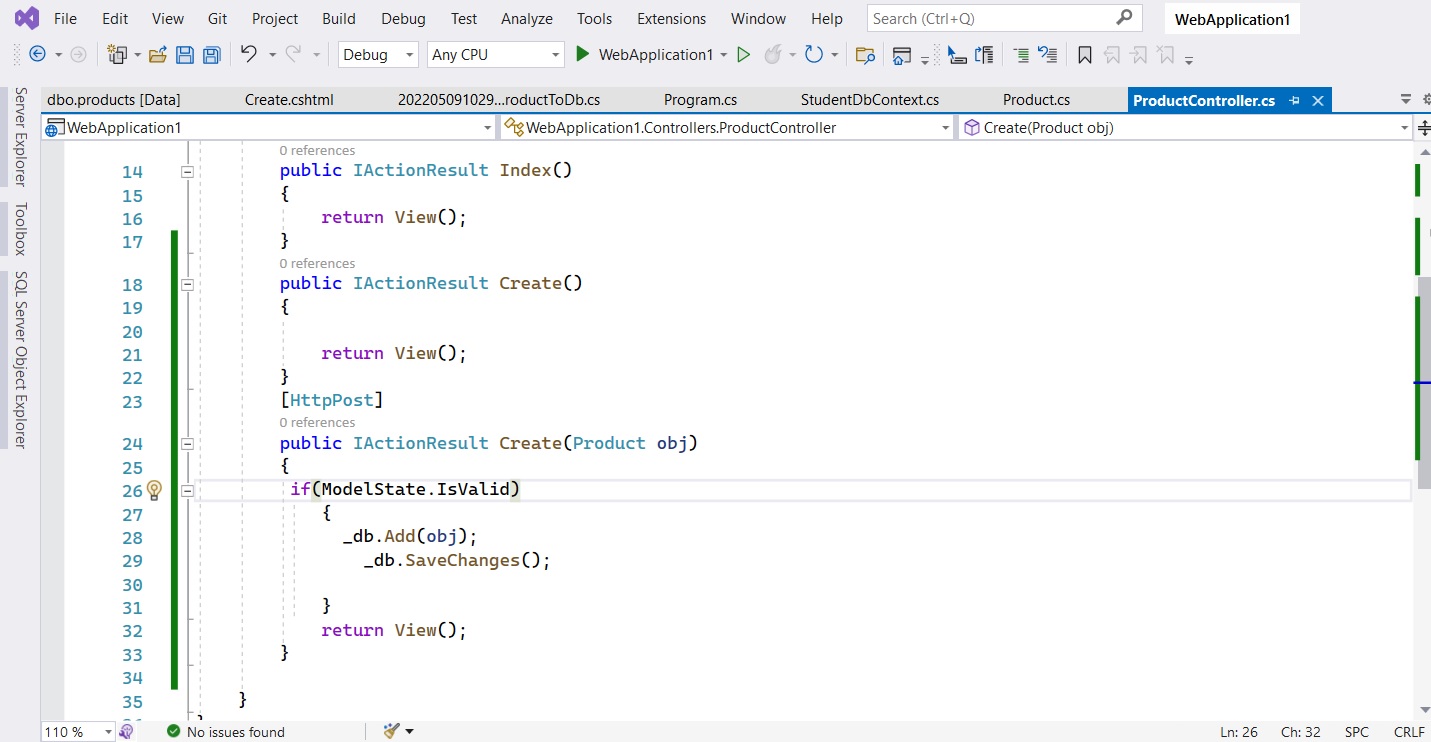 File Edit View Git Project Build Debug Test Analyze Tools Extensions Window Help Search (Ctrl+Q) WebApplication1
Debug Any CPU WebApplication1
Server Explorer
Toolbox
SQL Server Object Explorer
dbo.products [Data] Create.cshtml 202205091029...roductToDb.cs Program.cs StudentDbContext.cs Product.cs ProductController.cs
WebApplication1 WebApplication1.Controllers.ProductController Create(Product obj)
0 references
14 public IActionResult Index()
15 {
16 return View();
17 }
0 references
18 public IActionResult Create()
19 {
20
21 return View();
22 }
23 [HttpPost]
0 references
24 public IActionResult Create(Product obj)
25 {
26 if(ModelState.IsValid)
27 {
28 _db.Add(obj);
29 _db.SaveChanges();
30
31 }
32 return View();
33 }
34
35 }
110 % No issues found Ln: 26 Ch: 32 SPC CRLF